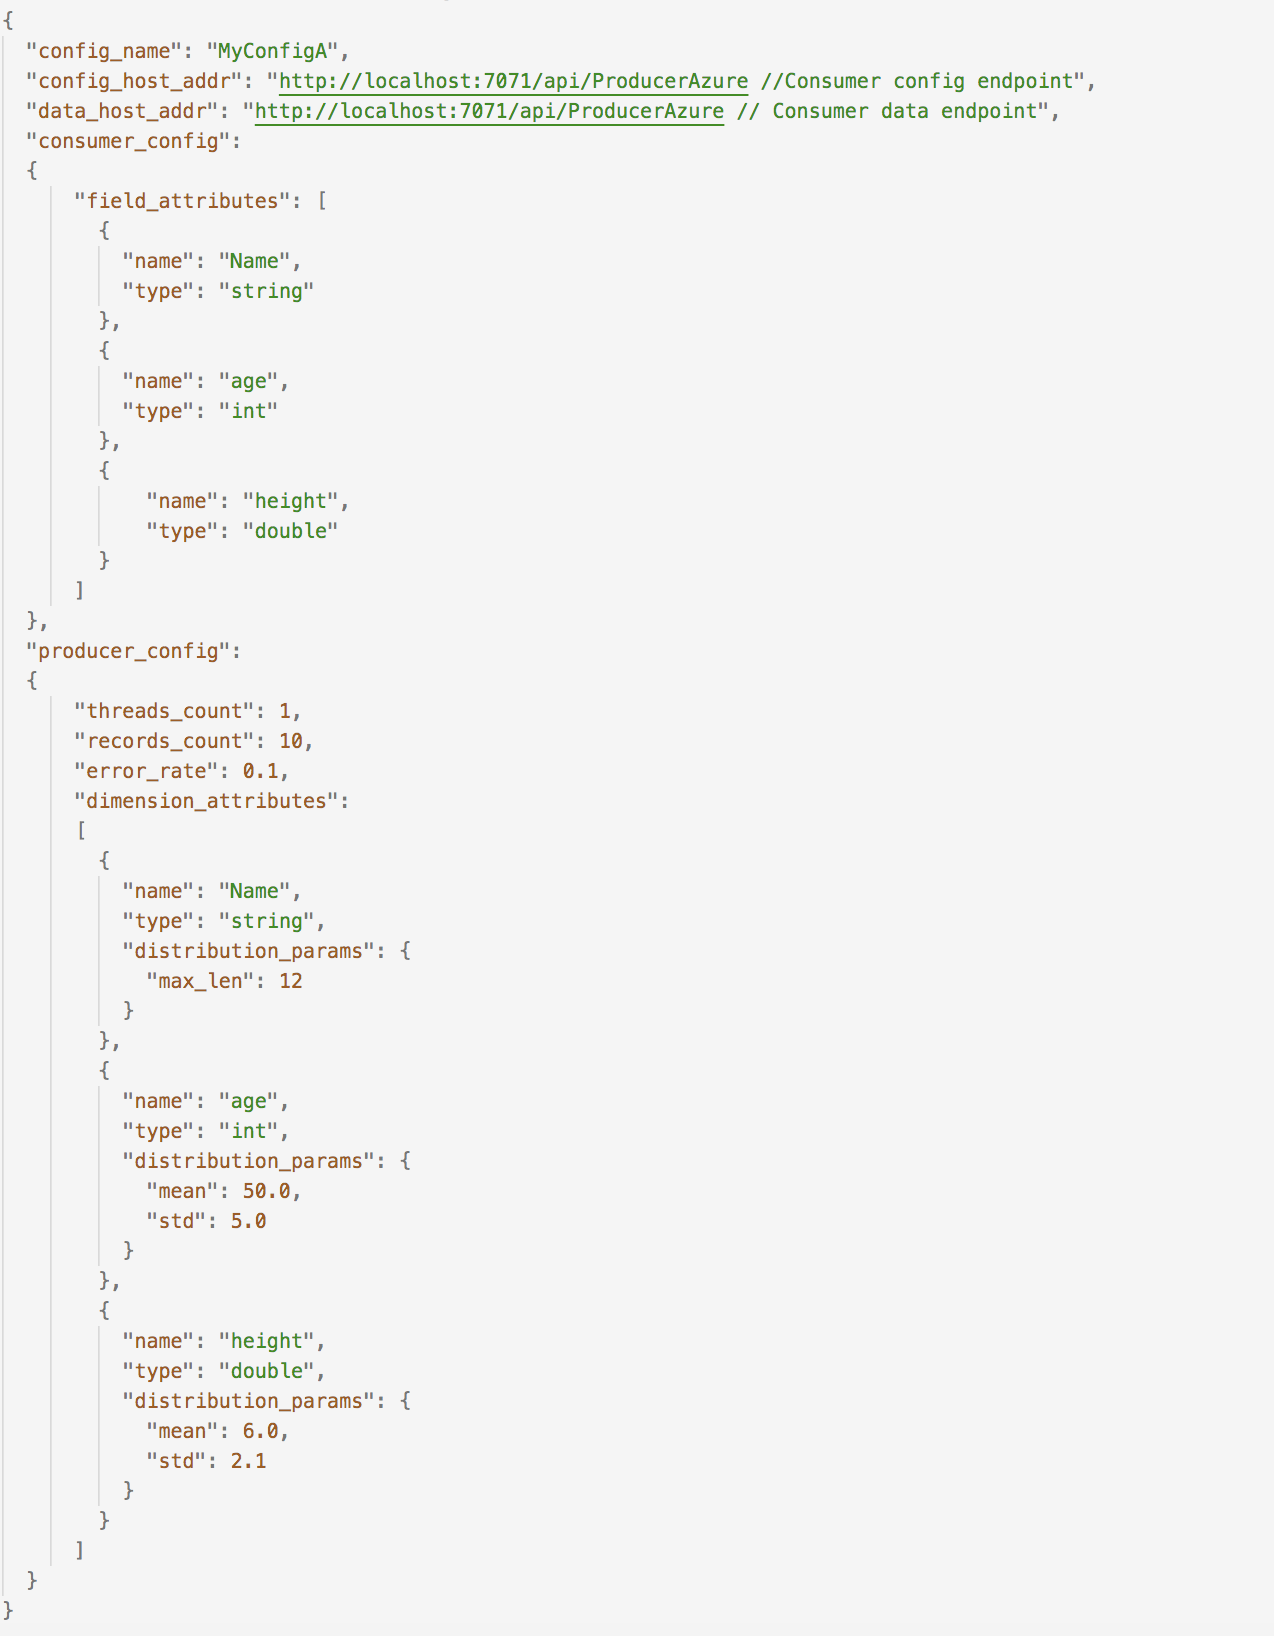 {
"config_name": "MyConfigA",
"config_host_addr": "http://localhost:7071/api/ProducerAzure //Consumer config endpoint",
"data_host_addr": "http://localhost:7071/api/ProducerAzure // Consumer data endpoint",
"consumer_config":
{
"field_attributes": [
{
"name": "Name",
"type": "string"
},
{
"name": "age",
"type": "int"
},
{
"name": "height",
"type": "double"
}
]
},
"producer_config":
{
"threads_count": 1,
"records_count": 10,
"error_rate": 0.1,
"dimension_attributes":
[
{
"name": "Name",
"type": "string",
"distribution_params": {
"max_len": 12
}
},
{
"name": "age",
"type": "int",
"distribution_params": {
"mean": 50.0,
"std": 5.0
}
},
{
"name": "height",
"type": "double",
"distribution_params": {
"mean": 6.0,
"std": 2.1
}
}
]
}
}